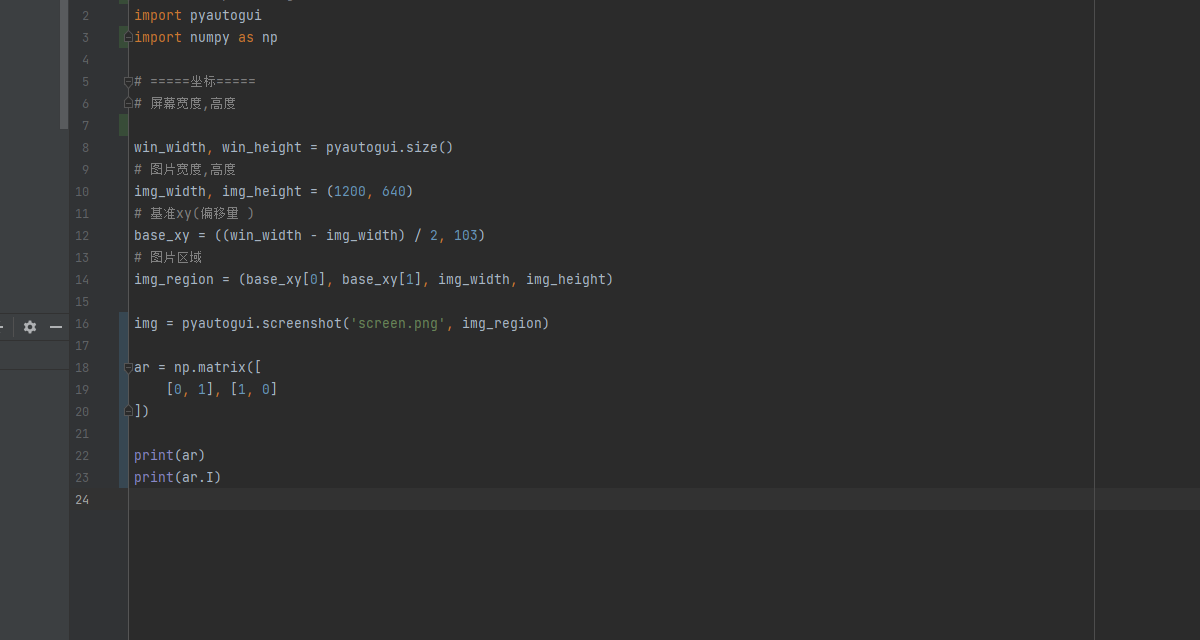 2 import pyautogui
3 import numpy as np
4
5 # =====坐标=====
6 # 屏幕宽度,高度
7
8 win_width, win_height = pyautogui.size()
9 # 图片宽度,高度
10 img_width, img_height = (1200, 640)
11 # 基准xy(偏移量 )
12 base_xy = ((win_width - img_width) / 2, 103)
13 # 图片区域
14 img_region = (base_xy[0], base_xy[1], img_width, img_height)
15
16 img = pyautogui.screenshot('screen.png', img_region)
17
18 ar = np.matrix([
19     [0, 1], [1, 0]
20 ])
21
22 print(ar)
23 print(ar.I)
24